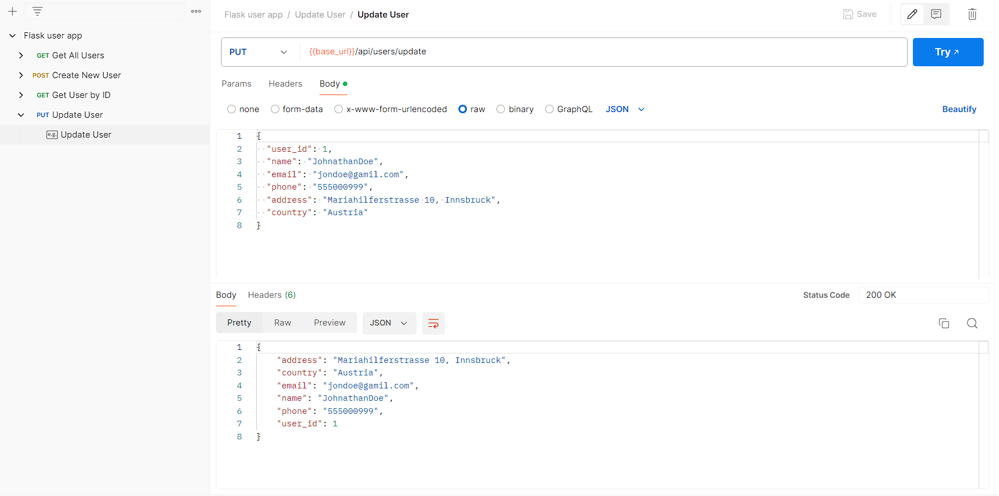 Flask user app / Update User / Update User
Save
Flask user app
GET Get All Users
POST Create New User
GET Get User by ID
PUT Update User
e.g. Update User
PUT
{{base_url}}/api/users/update
Try
Params Headers Body
none form-data x-www-form-urlencoded raw binary GraphQL JSON
Beautify
1 {
2 "user_id": 1,
3 "name": "JohnathanDoe",
4 "email": "jondoe@gamil.com",
5 "phone": "555000999",
6 "address": "Mariahilferstrasse 10, Innsbruck",
7 "country": "Austria"
8 }
Body Headers (6)
Status Code 200 OK
Pretty Raw Preview JSON
1 {
2 "address": "Mariahilferstrasse 10, Innsbruck",
3 "country": "Austria",
4 "email": "jondoe@gamil.com",
5 "name": "JohnathanDoe",
6 "phone": "555000999",
7 "user_id": 1
8 }